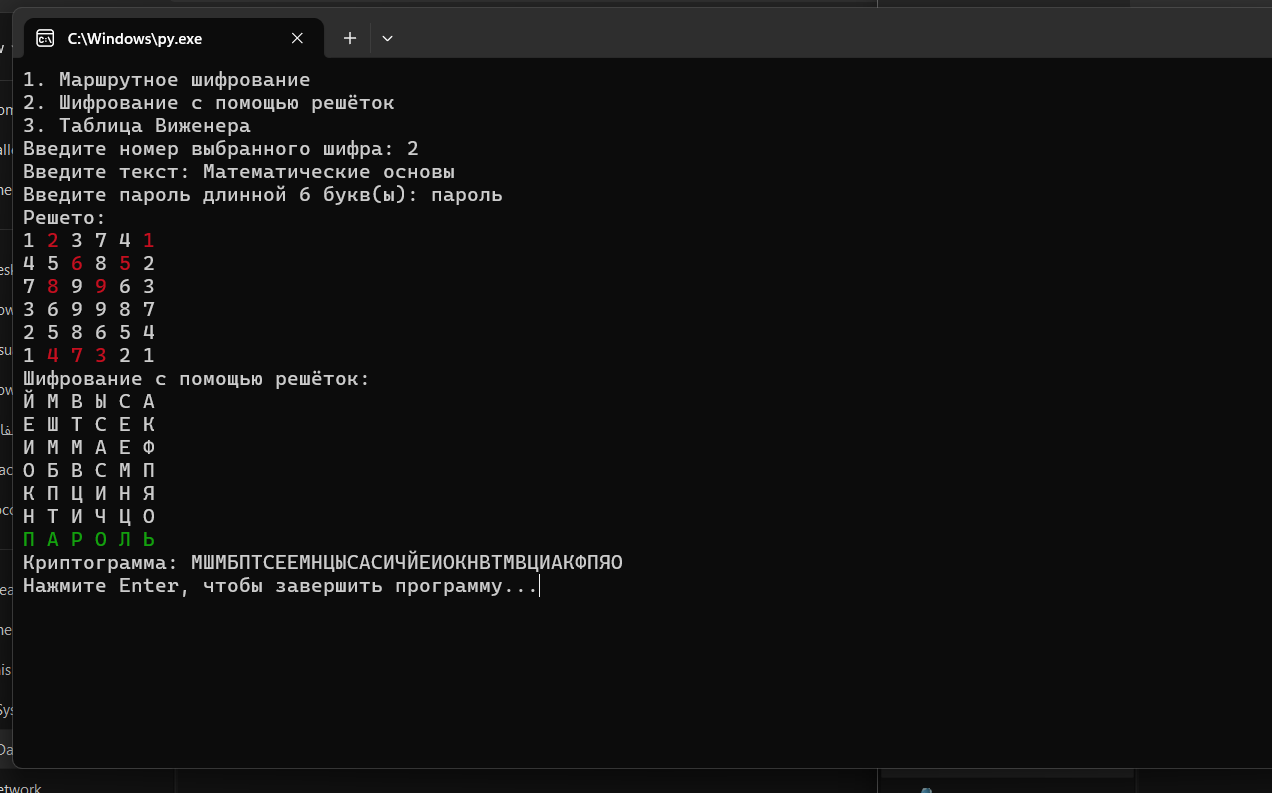 C:\Windows\py.exe
1. Маршрутное шифрование
2. Шифрование с помощью решёток
3. Таблица Виженера
Введите номер выбранного шифра: 2
Введите текст: Математические основы
Введите пароль длинной 6 букв(ы): пароль
Решето:
1 2 3 7 4 1
4 5 6 8 5 2
7 8 9 9 6 3
3 6 9 9 8 7
2 5 8 6 5 4
1 4 7 3 2 1
Шифрование с помощью решёток:
Й М В Ы С А
Е Ш Т С Е К
И М М А Е Ф
О Б В С М П
К П Ц И Н Я
Н Т И Ч Ц О
П А Р О Л Ь
Криптограмма: МШМБПТСЕЕМНЦЫСАСИЧЙЕИОКНВТМВЦИАКФПЯО
Нажмите Enter, чтобы завершить программу...